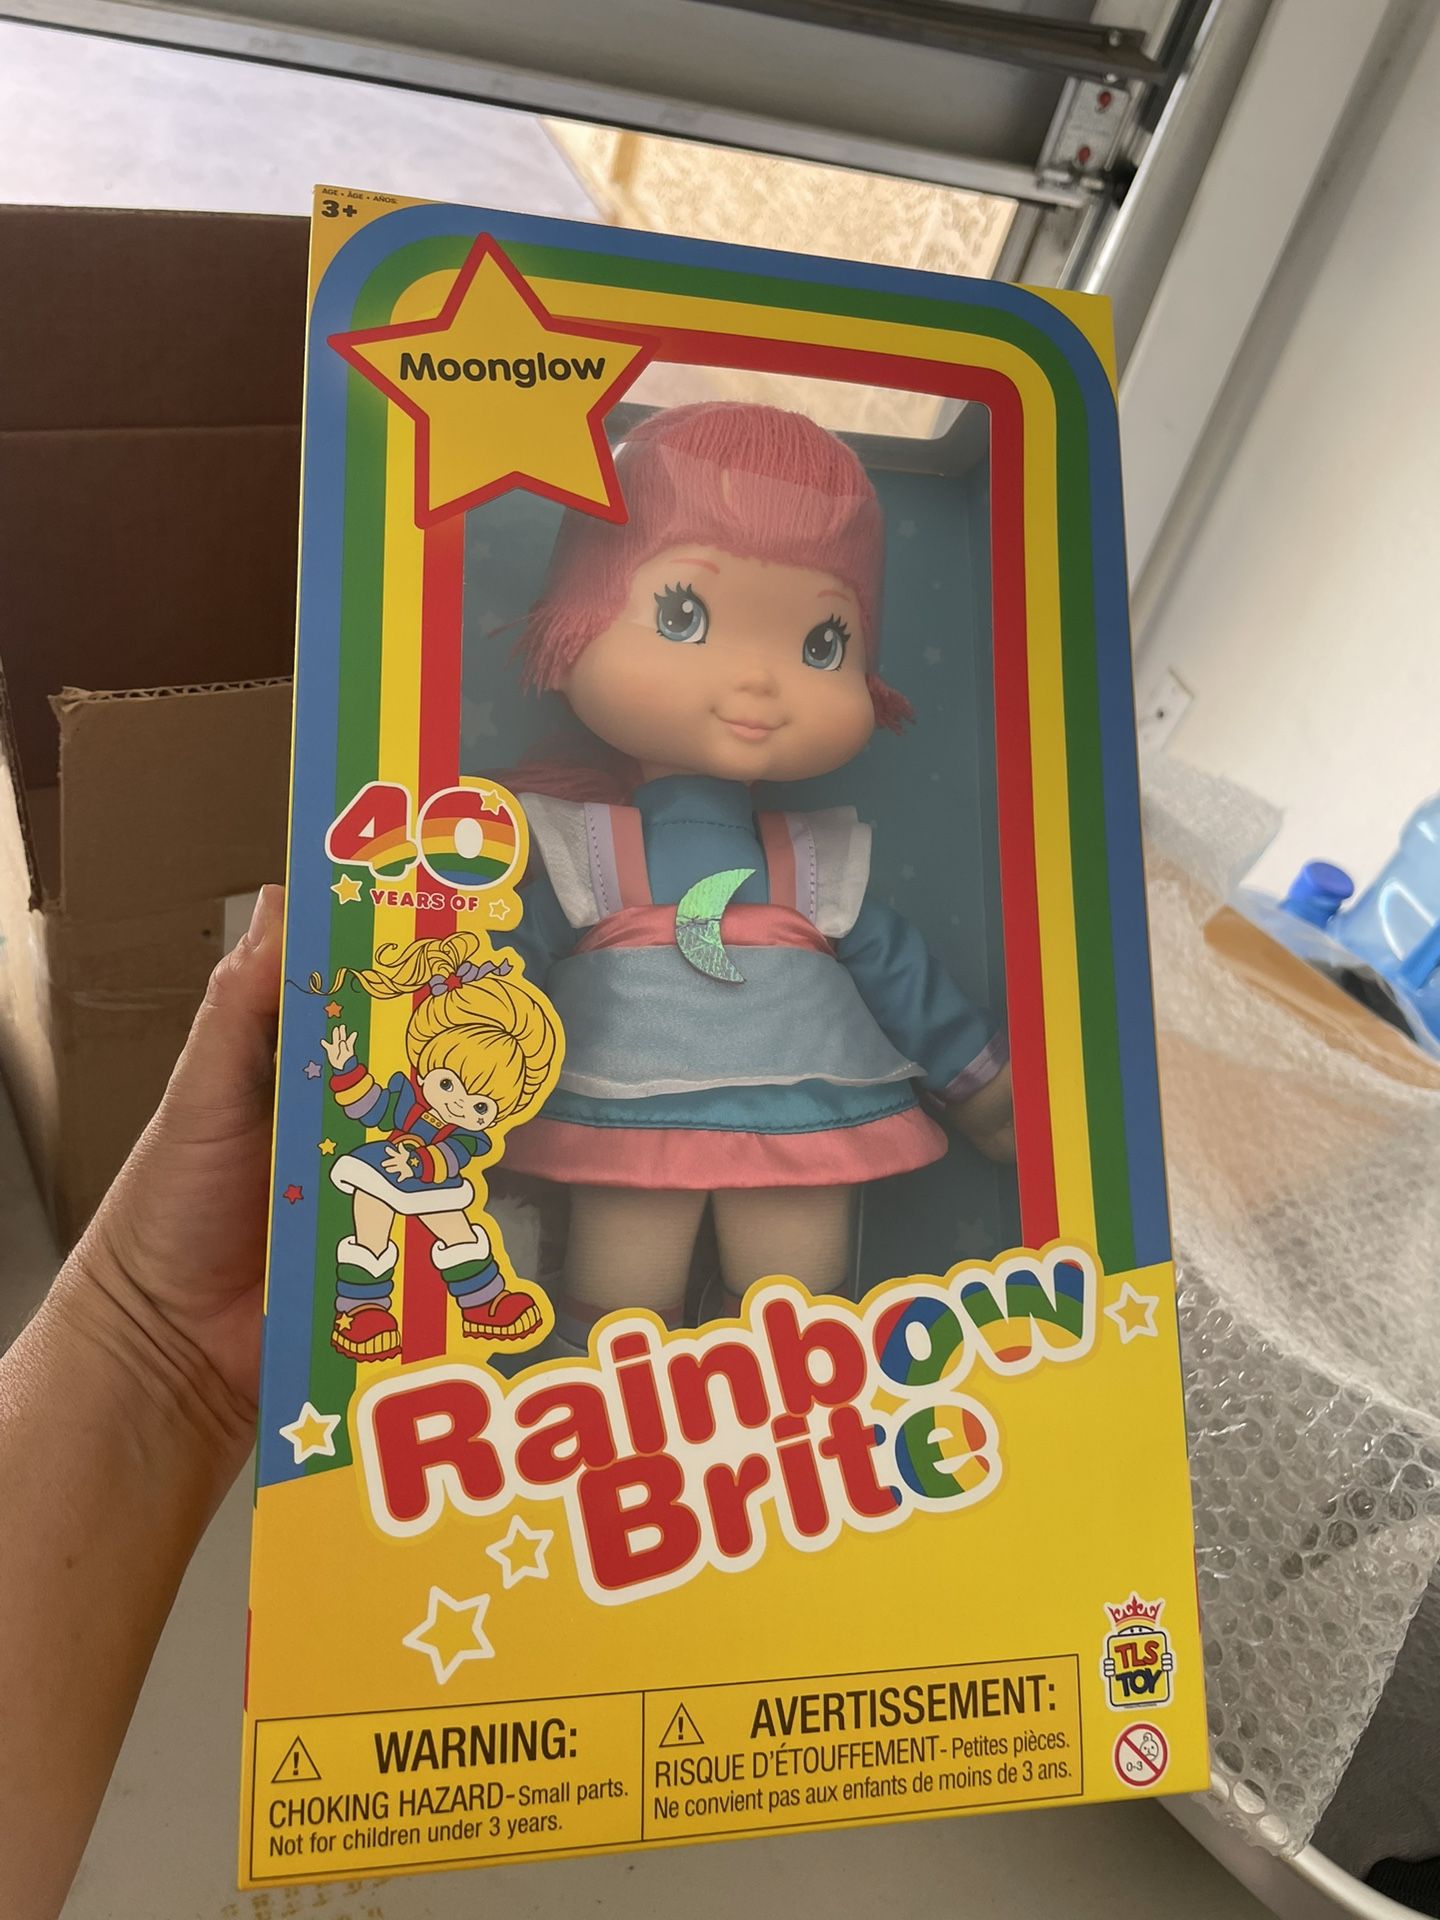 AGE • ÂGE • AÑOS:
3+
Moonglow
40
YEARS OF
Rainbow
Brite
TLS
TOY
WARNING:
CHOKING HAZARD-Small parts.
Not for children under 3 years.
AVERTISSEMENT:
RISQUE D'ÉTOUFFEMENT- Petites pièces.
Ne convient pas aux enfants de moins de 3 ans.
0-3